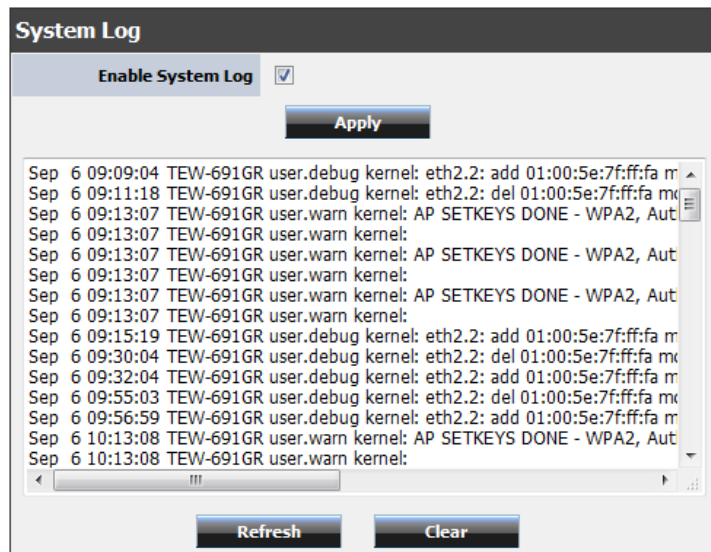 System Log
Enable System Log
Apply
Sep 6 09:09:04 TEW-691GR user.debug kernel: eth2.2: add 01:00:5e:7f:ff:fa m
Sep 6 09:11:18 TEW-691GR user.debug kernel: eth2.2: del 01:00:5e:7f:ff:fa mc
Sep 6 09:13:07 TEW-691GR user.warn kernel: AP SETKEYS DONE - WPA2, Aut
Sep 6 09:13:07 TEW-691GR user.warn kernel:
Sep 6 09:13:07 TEW-691GR user.warn kernel: AP SETKEYS DONE - WPA2, Aut
Sep 6 09:13:07 TEW-691GR user.warn kernel:
Sep 6 09:13:07 TEW-691GR user.warn kernel: AP SETKEYS DONE - WPA2, Aut
Sep 6 09:13:07 TEW-691GR user.warn kernel:
Sep 6 09:15:19 TEW-691GR user.debug kernel: eth2.2: add 01:00:5e:7f:ff:fa m
Sep 6 09:30:04 TEW-691GR user.debug kernel: eth2.2: del 01:00:5e:7f:ff:fa mc
Sep 6 09:32:04 TEW-691GR user.debug kernel: eth2.2: add 01:00:5e:7f:ff:fa m
Sep 6 09:55:03 TEW-691GR user.debug kernel: eth2.2: del 01:00:5e:7f:ff:fa mc
Sep 6 09:56:59 TEW-691GR user.debug kernel: eth2.2: add 01:00:5e:7f:ff:fa m
Sep 6 10:13:08 TEW-691GR user.warn kernel: AP SETKEYS DONE - WPA2, Aut
Sep 6 10:13:08 TEW-691GR user.warn kernel:
Refresh Clear